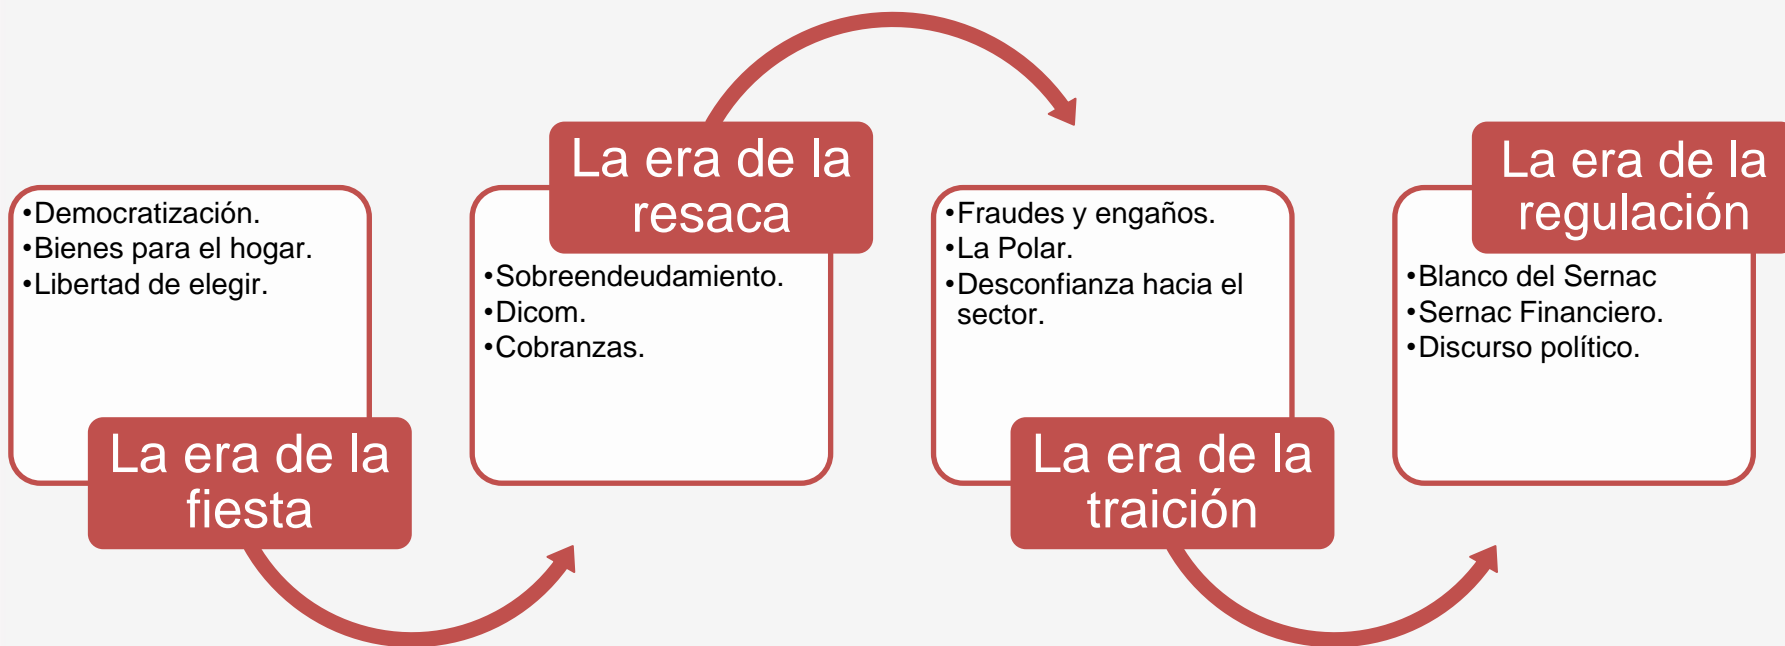 •Democratización.
•Bienes para el hogar.
•Libertad de elegir.
La era de la
fiesta
La era de la
resaca
•Sobreendeudamiento.
•Dicom.
•Cobranzas.
•Fraudes y engaños.
•La Polar.
•Desconfianza hacia el
sector.
La era de la
traición
La era de la
regulación
•Blanco del Sernac
•Sernac Financiero.
•Discurso político.